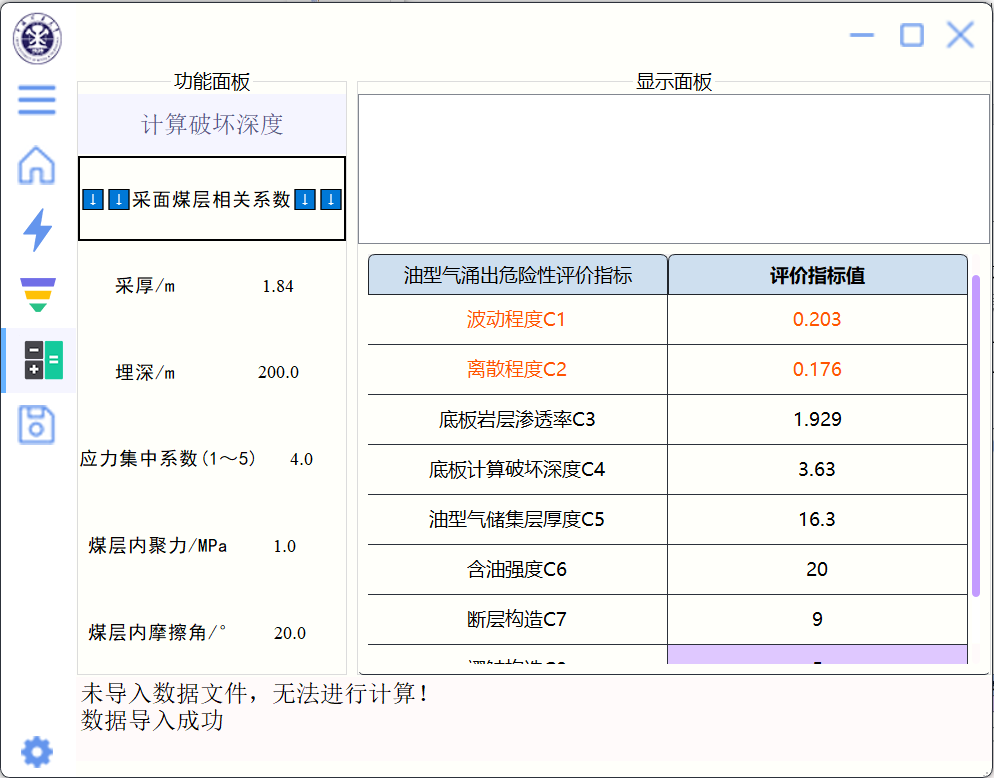 功能面板
计算破坏深度
↓ ↓ 采面煤层相关系数 ↓ ↓
采厚/m 1.84
埋深/m 200.0
应力集中系数(1～5) 4.0
煤层内聚力/MPa 1.0
煤层内摩擦角/° 20.0
显示面板
油型气涌出危险性评价指标 评价指标值
波动程度C1 0.203
离散程度C2 0.176
底板岩层渗透率C3 1.929
底板计算破坏深度C4 3.63
油型气储集层厚度C5 16.3
含油强度C6 20
断层构造C7 9
未导入数据文件，无法进行计算！
数据导入成功